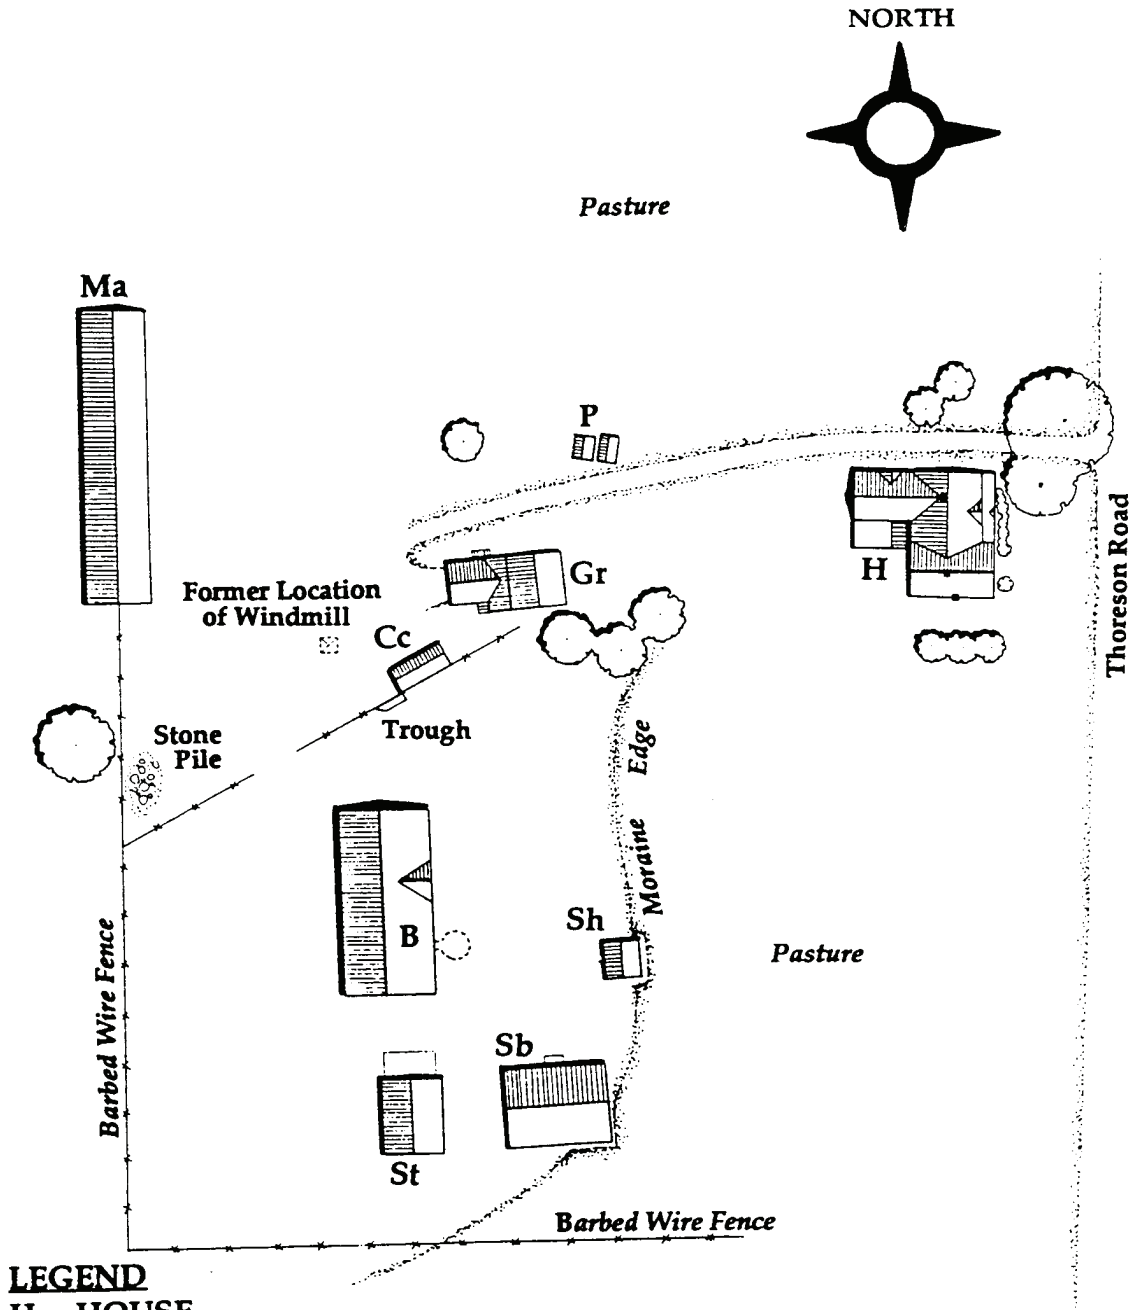 NORTH
Pasture
Ma
P
Thoreson Road
H
Gr
Former Location
of Windmill
Cc
Trough
Stone
Pile
Edge
Moraine
B
Sh
Pasture
Barbed Wire Fence
Sb
St
Barbed Wire Fence
LEGEND
H HOUSE